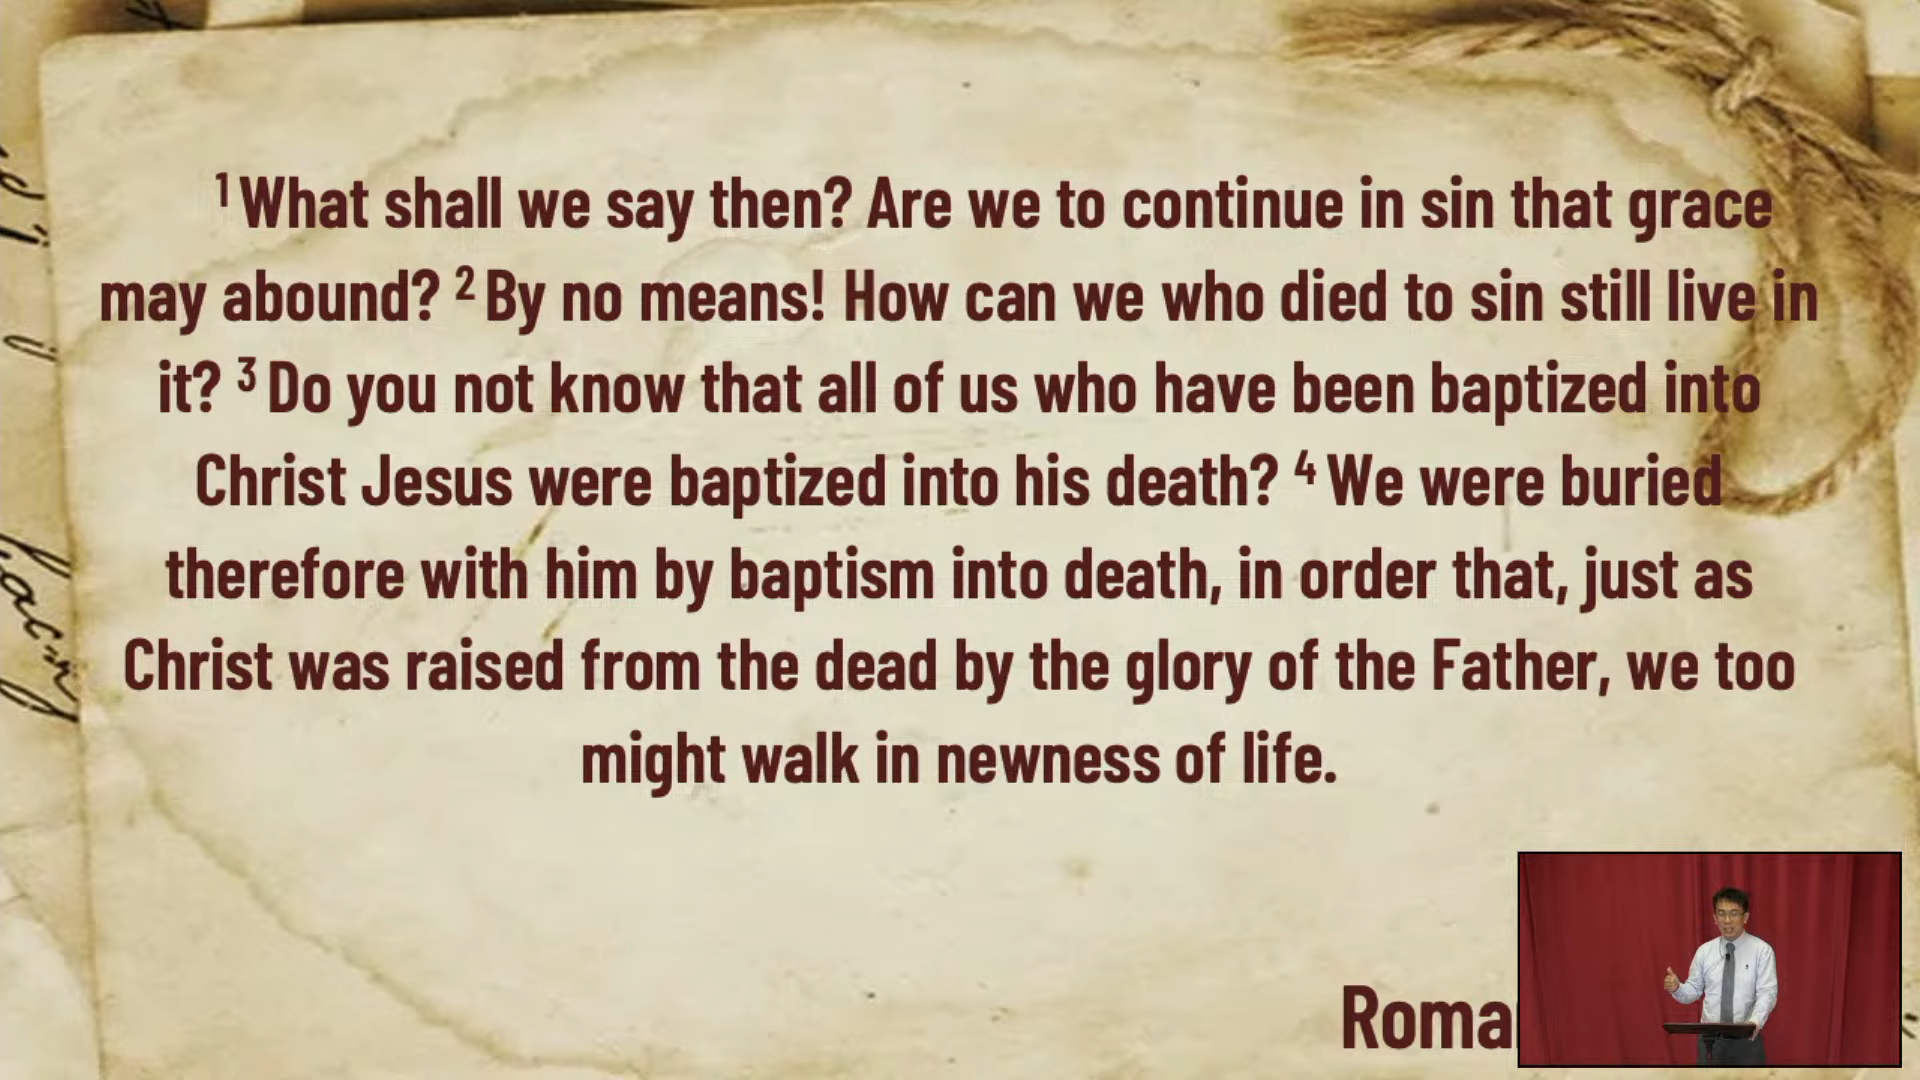 ¹ What shall we say then? Are we to continue in sin that grace
may abound? ² By no means! How can we who died to sin still live in
it? ³ Do you not know that all of us who have been baptized into
Christ Jesus were baptized into his death? ⁴ We were buried
therefore with him by baptism into death, in order that, just as
Christ was raised from the dead by the glory of the Father, we too
might walk in newness of life.